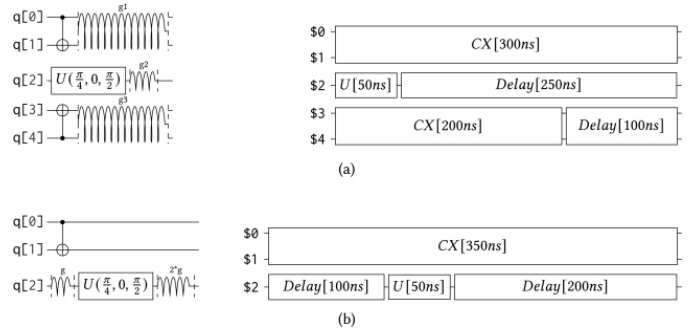 g1
q[0]
q[1]
g2
q[2] U(π/4, 0, π/2)
g3
q[3]
q[4]
$0
$1
CX[300ns]
$2 U[50ns] Delay[250ns]
$3
$4
CX[200ns] Delay[100ns]
(a)
q[0]
q[1]
g 2*g
q[2] U(π/4, 0, π/2)
$0
$1
CX[350ns]
$2 Delay[100ns] U[50ns] Delay[200ns]
(b)